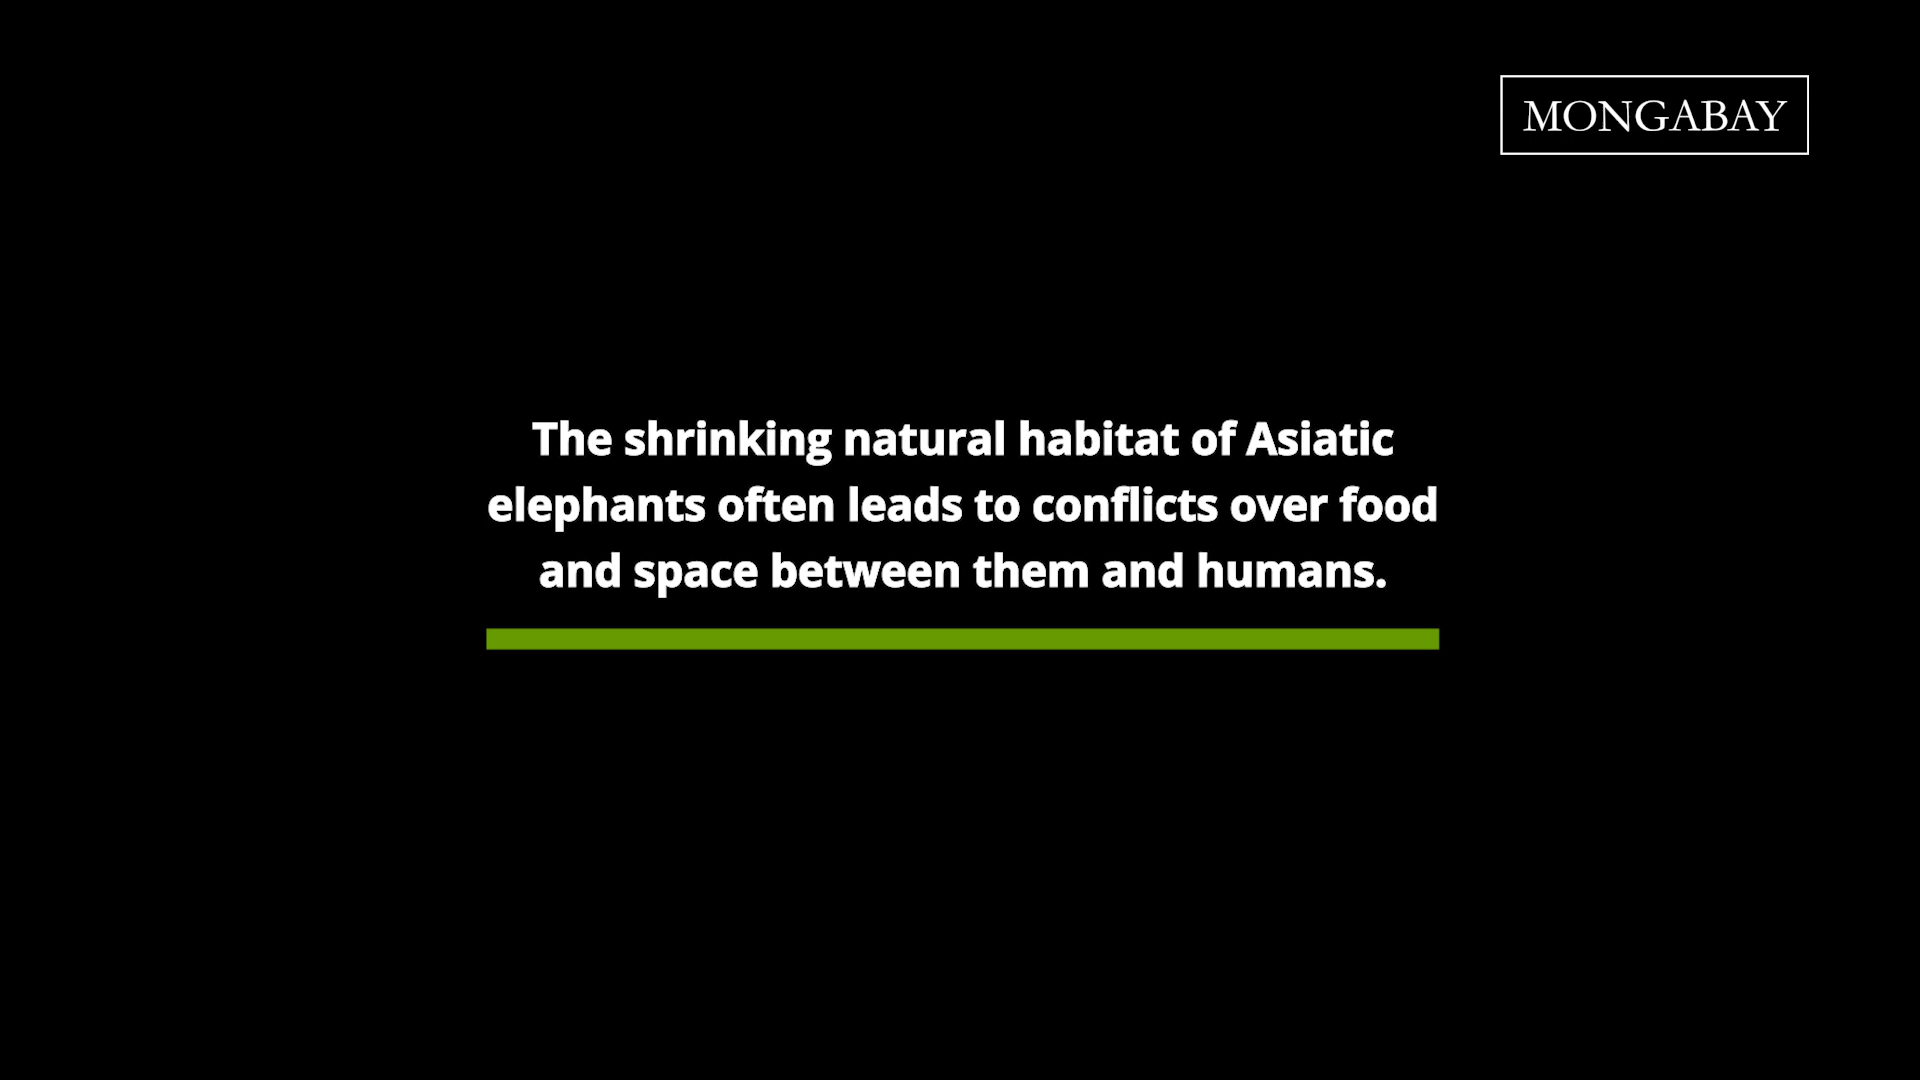 MONGABAY
The shrinking natural habitat of Asiatic
elephants often leads to conflicts over food
and space between them and humans.